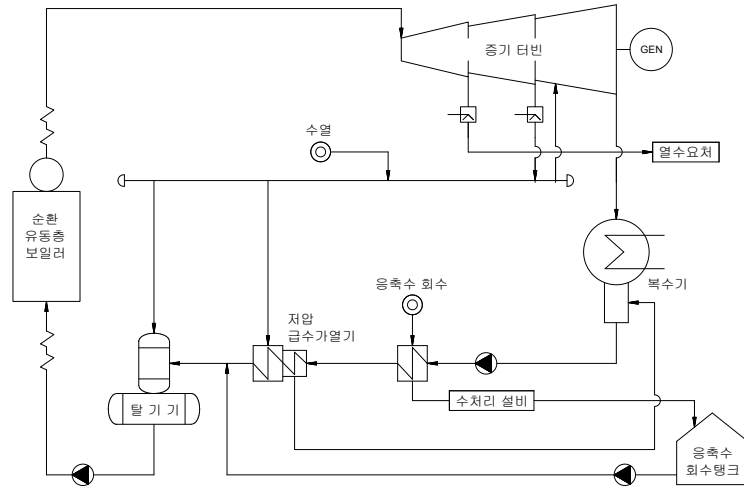 증기 터빈
GEN
수열
열수요처
순환
유동층
보일러
응축수 회수
복수기
저압
급수가열기
탈 기 기
수처리 설비
응축수
회수탱크